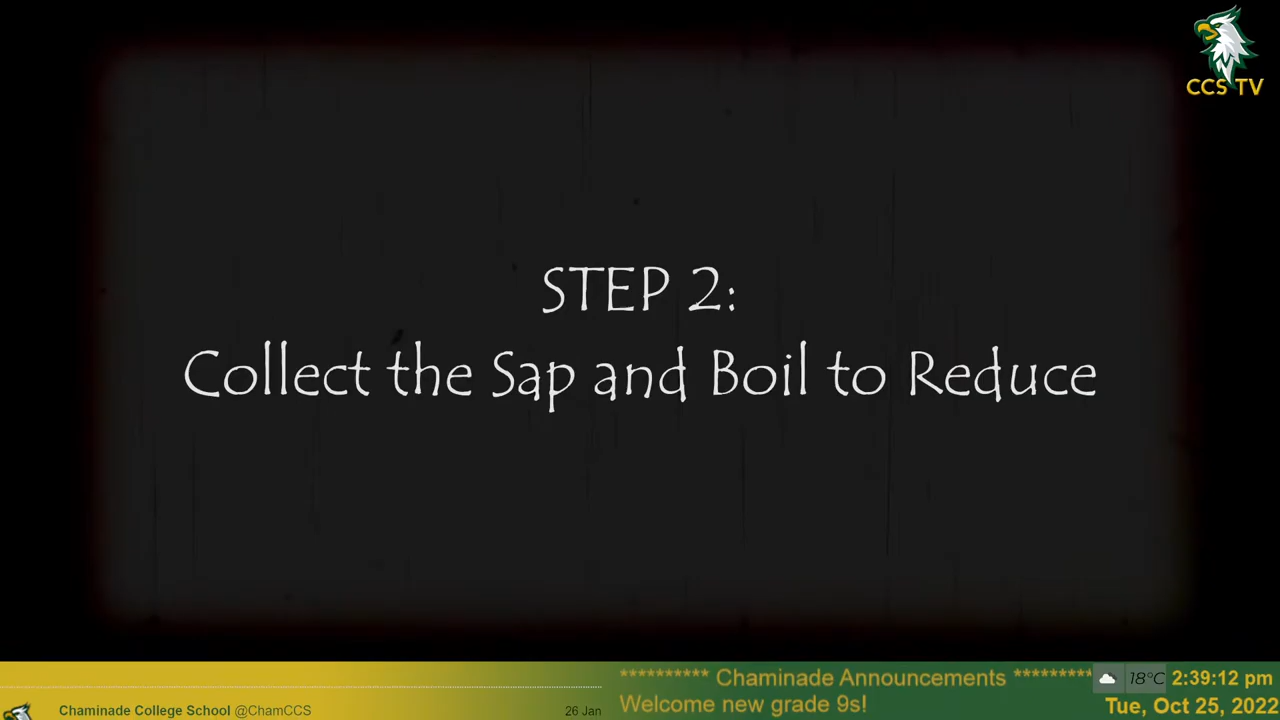 CCS TV
STEP 2:
Collect the Sap and Boil to Reduce
********** Chaminade Announcements *********
Welcome new grade 9s!
18°C
2:39:12 pm
Tue, Oct 25, 2022
Chaminade College School @ChamCCS
26 Jan